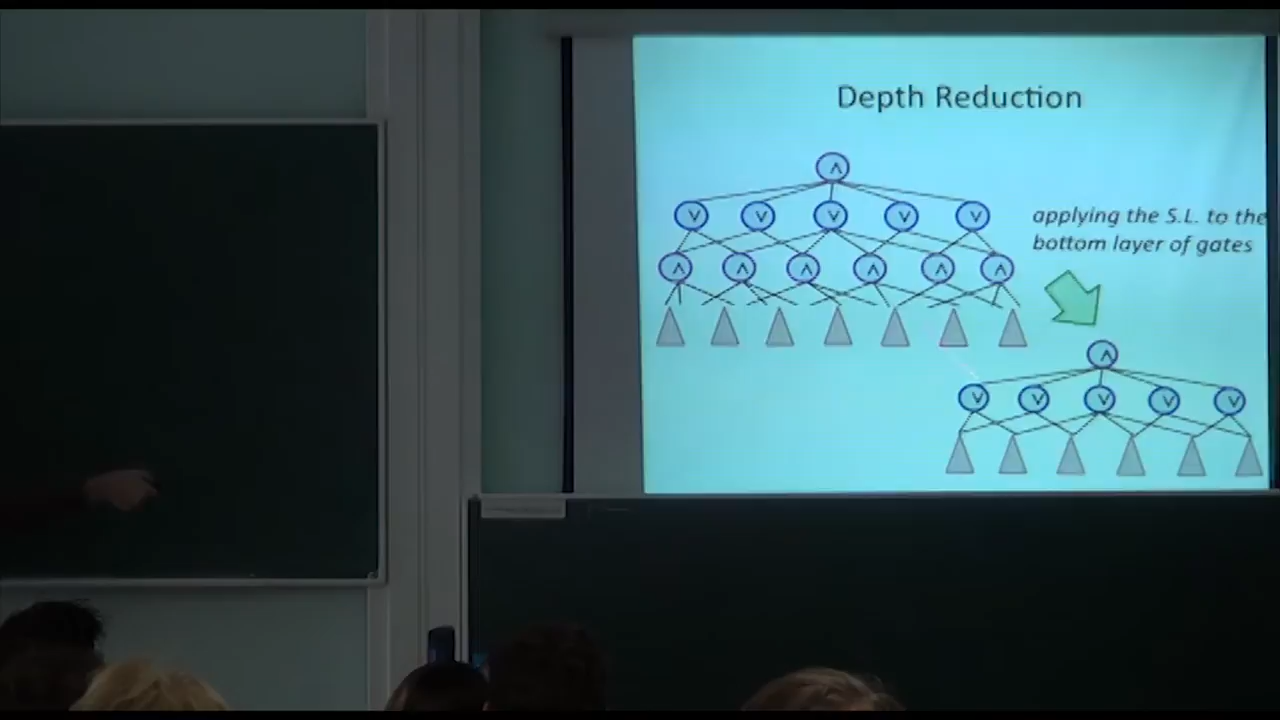 Depth Reduction
∧
∨ ∨ ∨ ∨ ∨
applying the S.L. to the
bottom layer of gates
∧ ∧ ∧ ∧ ∧ ∧
∧
∨ ∨ ∨ ∨ ∨